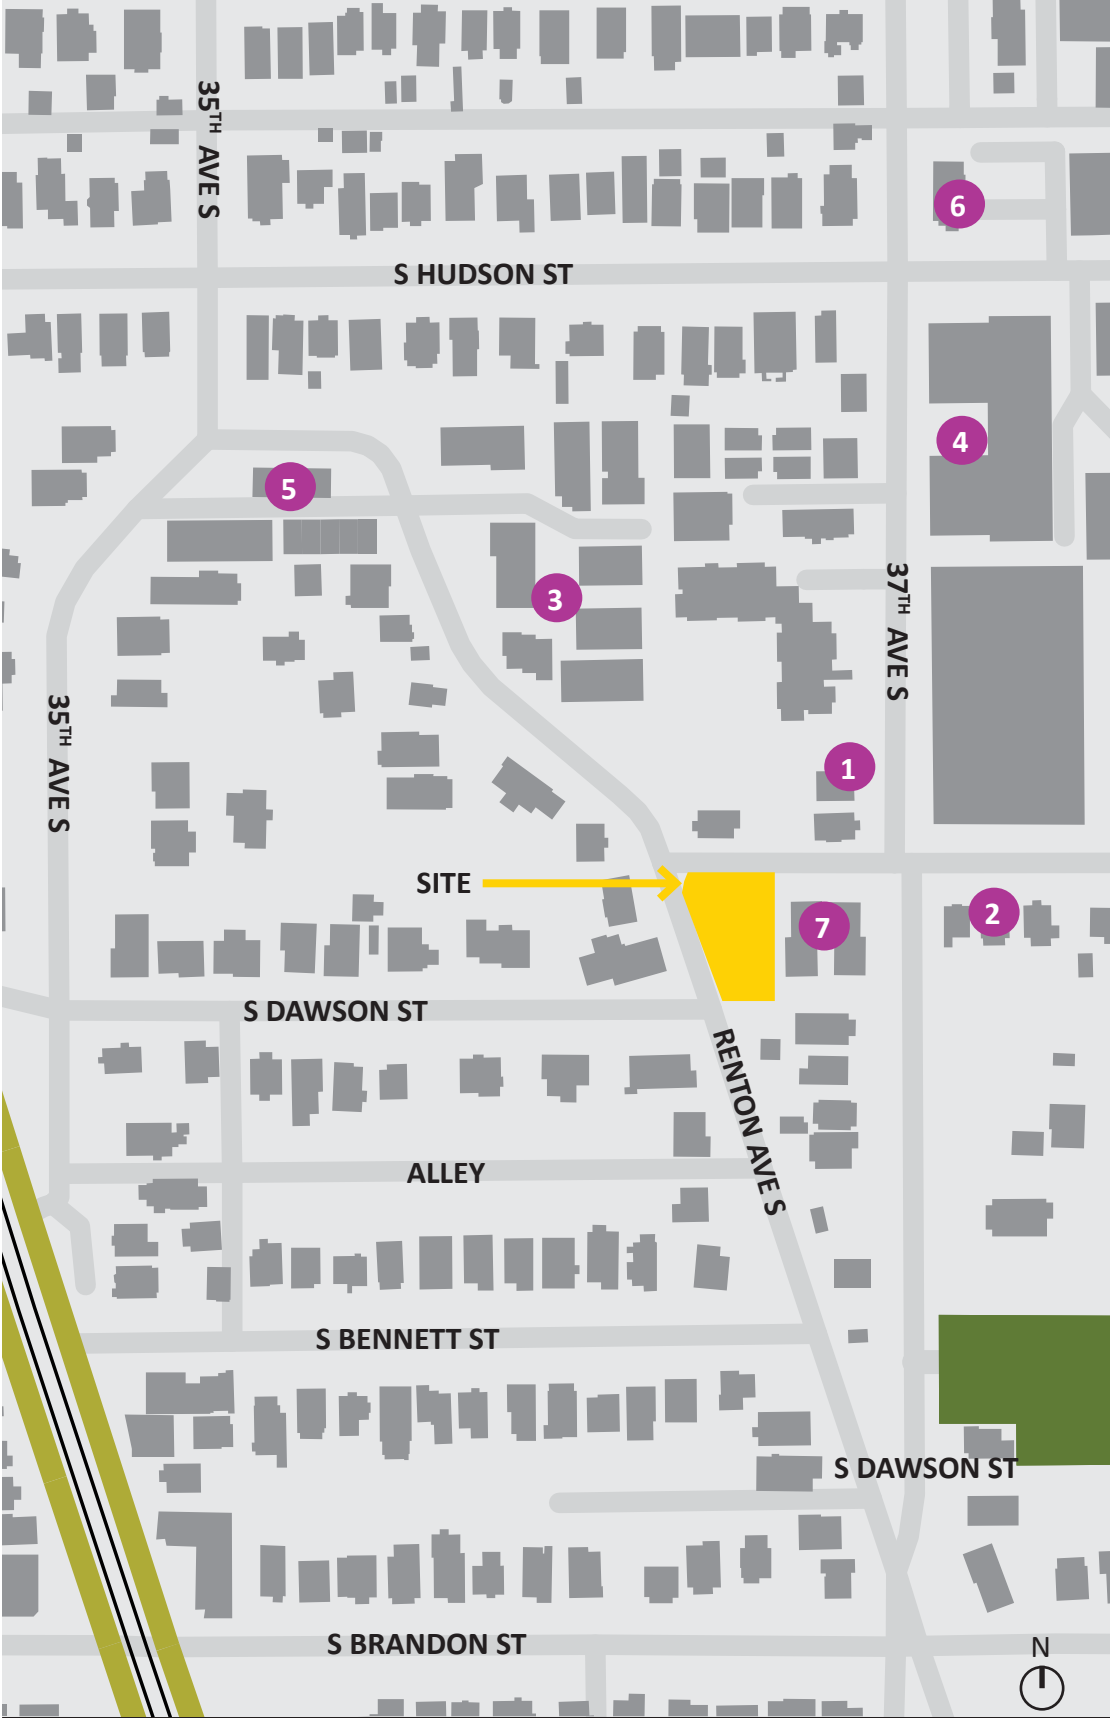 35TH AVE S
6
S HUDSON ST
4
5
3
37TH AVE S
35TH AVE S
1
SITE
2
7
S DAWSON ST
RENTON AVE S
ALLEY
S BENNETT ST
S DAWSON ST
S BRANDON ST
N